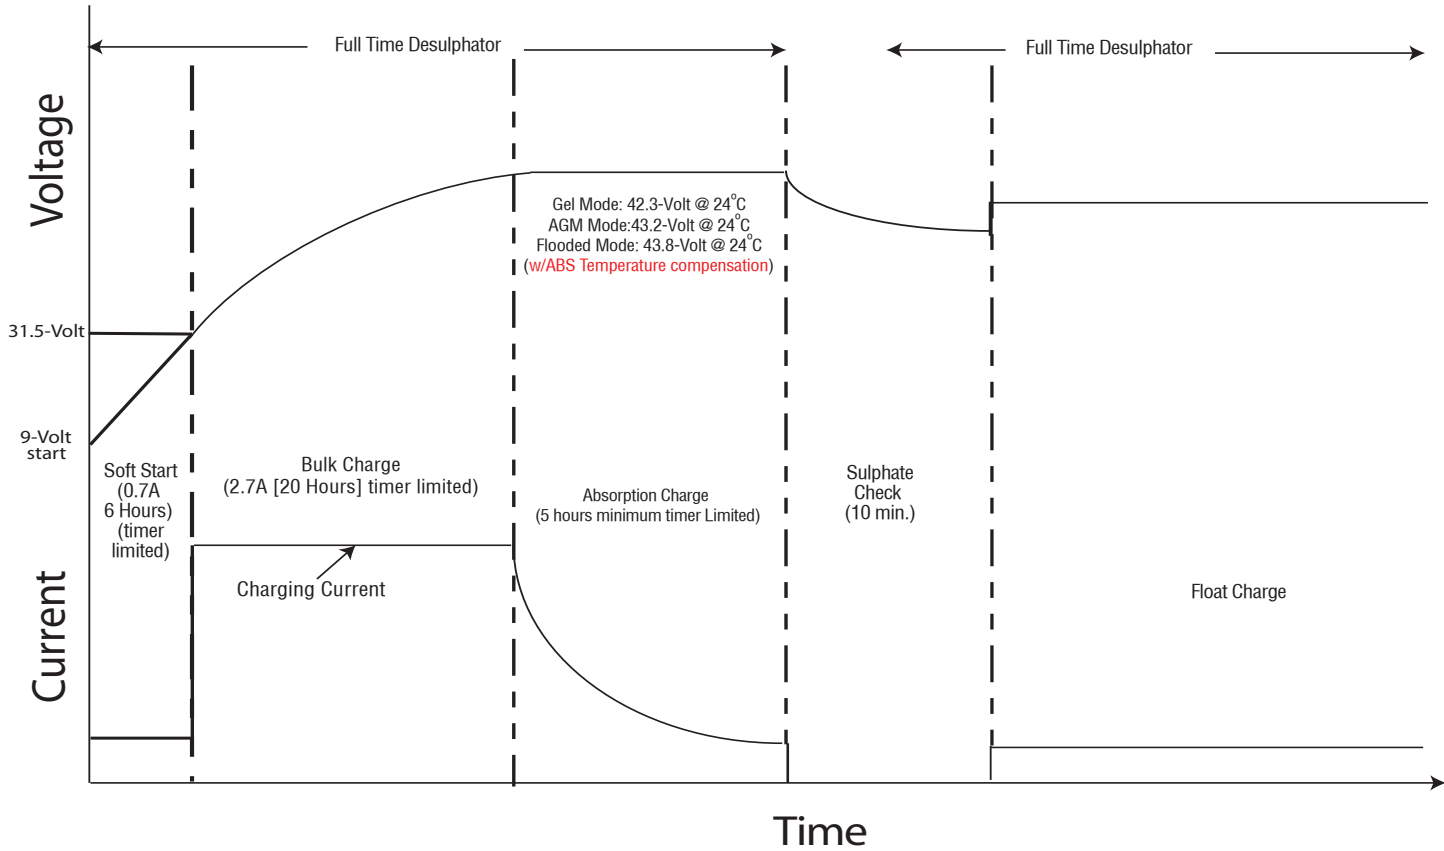 Full Time Desulphator
Full Time Desulphator
Voltage
Gel Mode: 42.3-Volt @ 24°C
AGM Mode:43.2-Volt @ 24°C
Flooded Mode: 43.8-Volt @ 24°C
(w/ABS Temperature compensation)
31.5-Volt
9-Volt
start
Soft Start
(0.7A
6 Hours)
(timer
limited)
Bulk Charge
(2.7A [20 Hours] timer limited)
Absorption Charge
(5 hours minimum timer Limited)
Sulphate
Check
(10 min.)
Charging Current
Float Charge
Current
Time